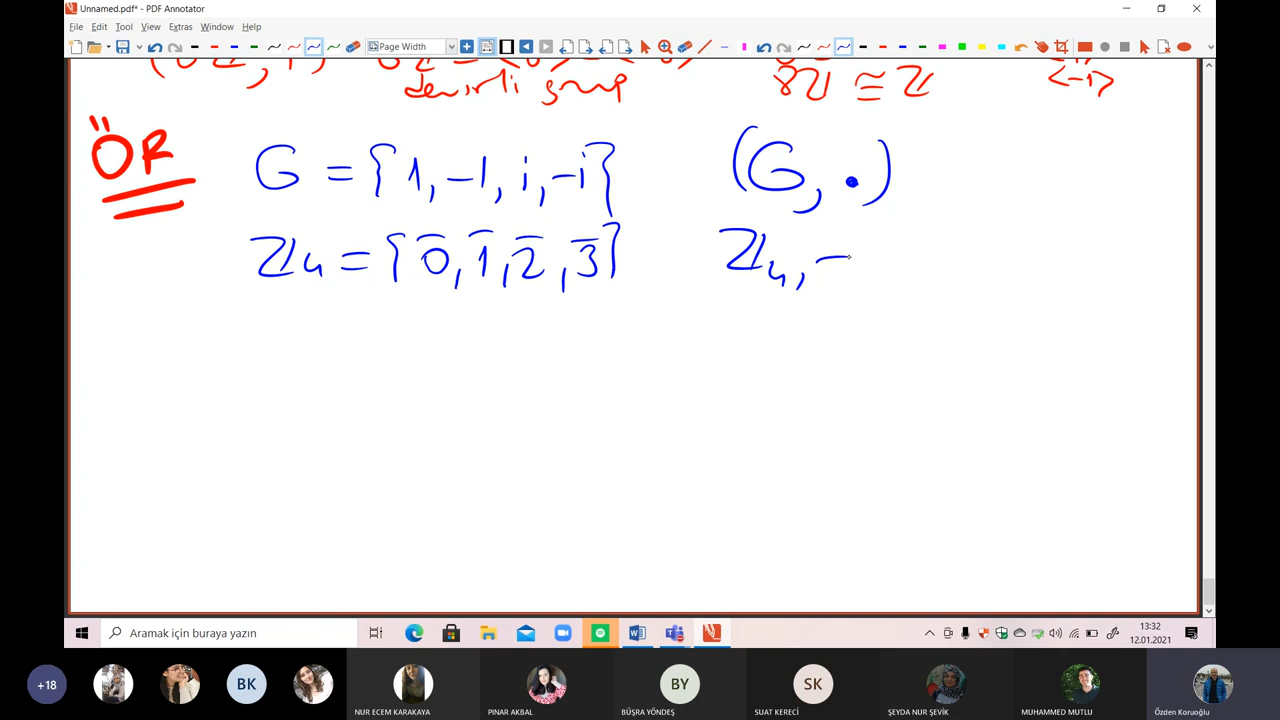 Unnamed.pdf* - PDF Annotator
File Edit Tool View Extras Window Help
Page Width
devirli grup 8ℤ ≅ ℤ <-1>
ÖR G = {1, -1, i, -i} (G, •)
ℤ₄ = {0̅, 1̅, 2̅, 3̅} ℤ₄, -
Aramak için buraya yazın
13:32
12.01.2021
+18 BK BY SK
NUR ECEM KARAKAYA PINAR AKBAL BÜŞRA YÖNDEŞ SUAT KERECİ ŞEYDA NUR ŞEVİK MUHAMMED MUTLU Özden Koruoğlu